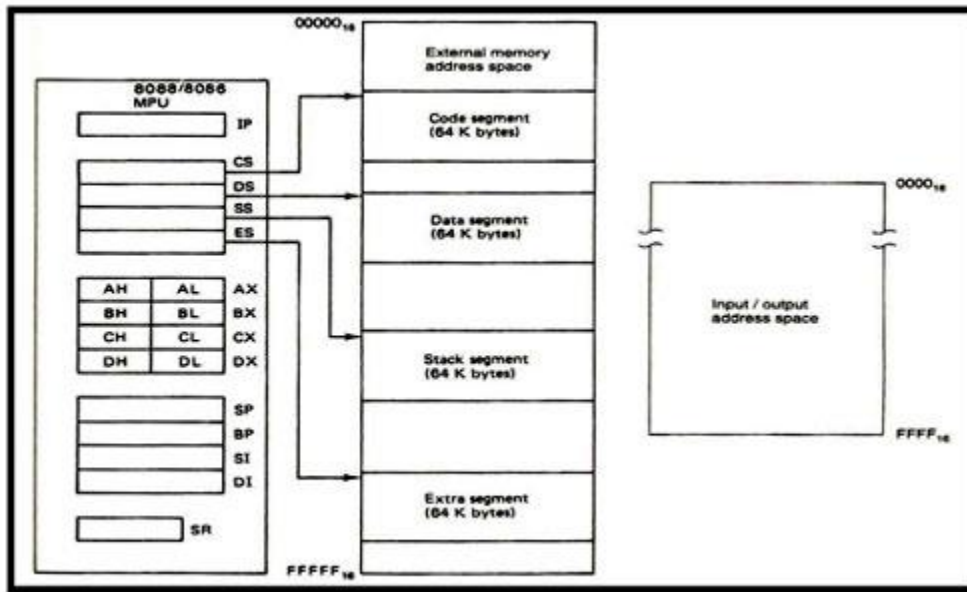 8088/8086
MPU
IP
CS
DS
SS
ES
AH AL AX
BH BL BX
CH CL CX
DH DL DX
SP
BP
SI
DI
SR
00000₁₆
External memory
address space
Code segment
(64 K bytes)
Data segment
(64 K bytes)
Stack segment
(64 K bytes)
Extra segment
(64 K bytes)
FFFFF₁₆
0000₁₆
Input / output
address space
FFFF₁₆